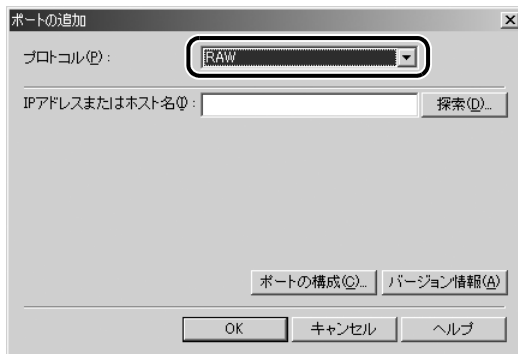 ポートの追加
プロトコル(P) : RAW
IPアドレスまたはホスト名(I) : 探索(D)...
ポートの構成(C)... バージョン情報(A)
OK キャンセル ヘルプ